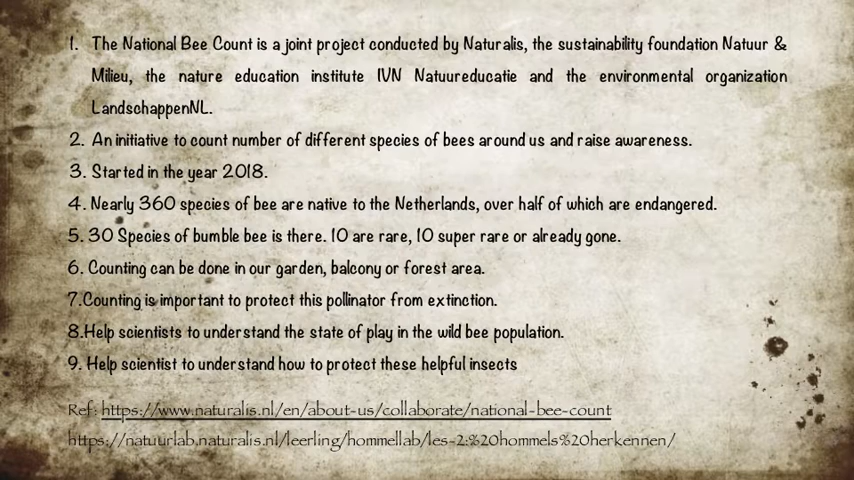 1. The National Bee Count is a joint project conducted by Naturalis, the sustainability foundation Natuur &
Milieu, the nature education institute IVN Natuureducatie and the environmental organization
LandschappenNL.
2. An initiative to count number of different species of bees around us and raise awareness.
3. Started in the year 2018.
4. Nearly 360 species of bee are native to the Netherlands, over half of which are endangered.
5. 30 Species of bumble bee is there. 10 are rare, 10 super rare or already gone.
6. Counting can be done in our garden, balcony or forest area.
7.Counting is important to protect this pollinator from extinction.
8.Help scientists to understand the state of play in the wild bee population.
9. Help scientist to understand how to protect these helpful insects
Ref: https://www.naturalis.nl/en/about-us/collaborate/national-bee-count
https://natuurlab.naturalis.nl/leerling/hommellab/les-2:%20hommels%20herkennen/